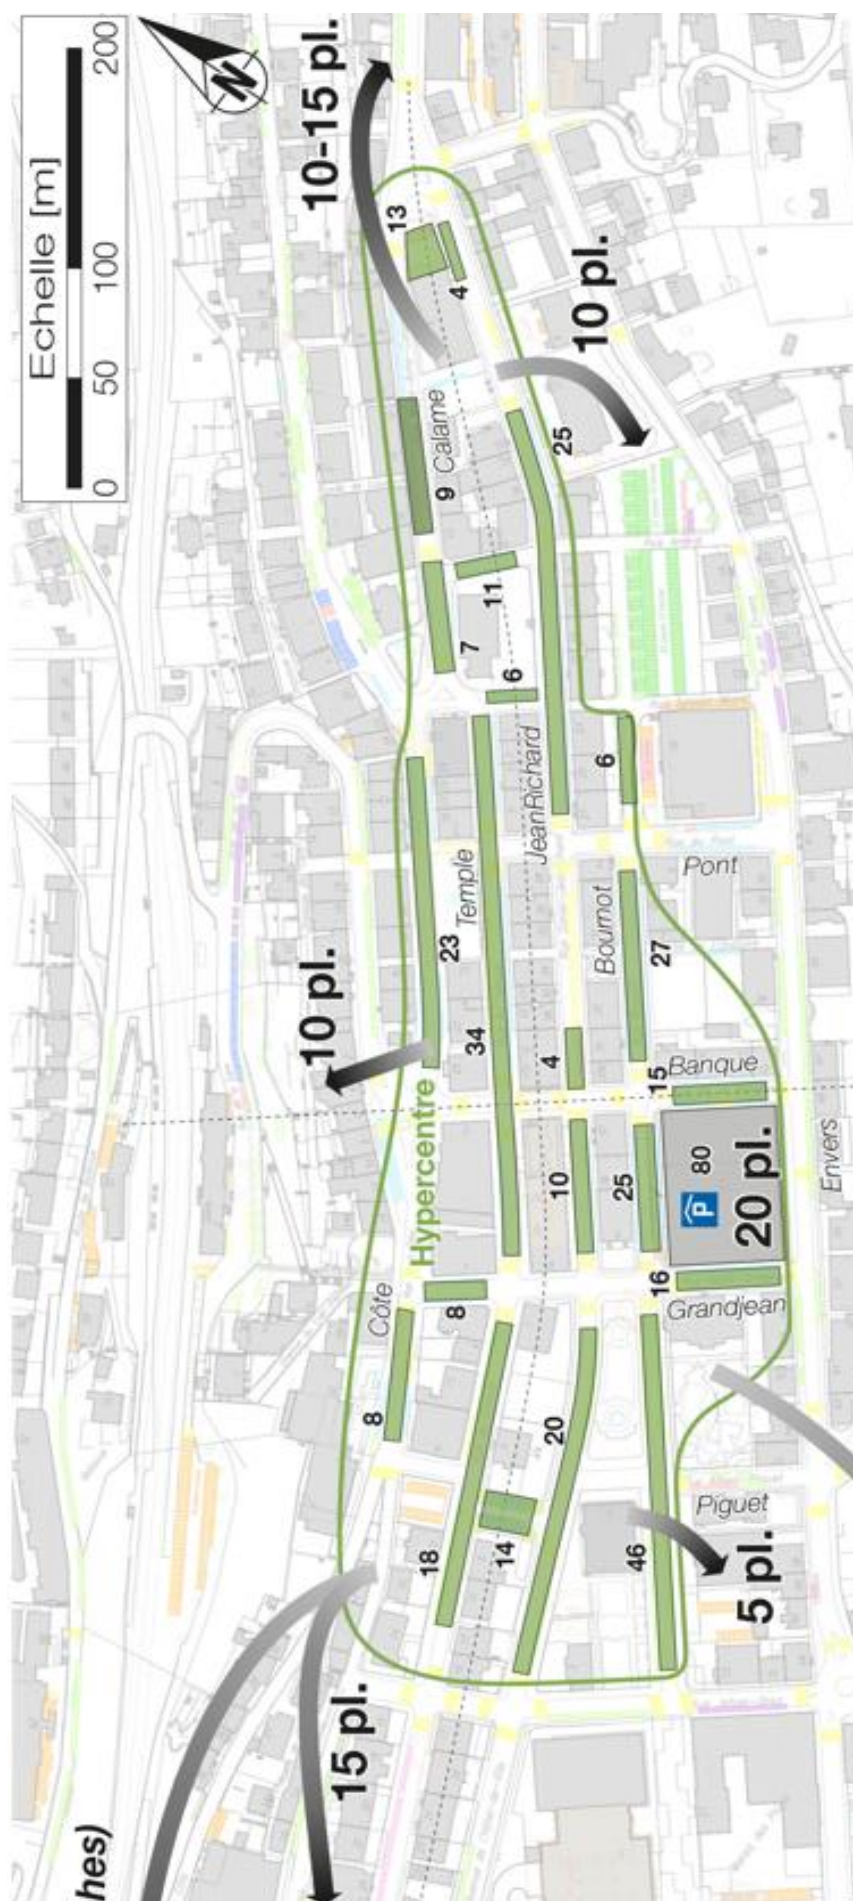 Echelle [m]
0 50 100 200
N
10-15 pl.
13
4
10 pl.
Calame
9
25
11
7
6
JeanRichard
6
Temple
Pont
Bournot
23
27
10 pl.
34
4
15
Banque
Hypercentre
10
25
80
P
20 pl.
Envers
Côte
8
16
Grandjean
8
20
18
14
46
Piguet
5 pl.
15 pl.
hes)